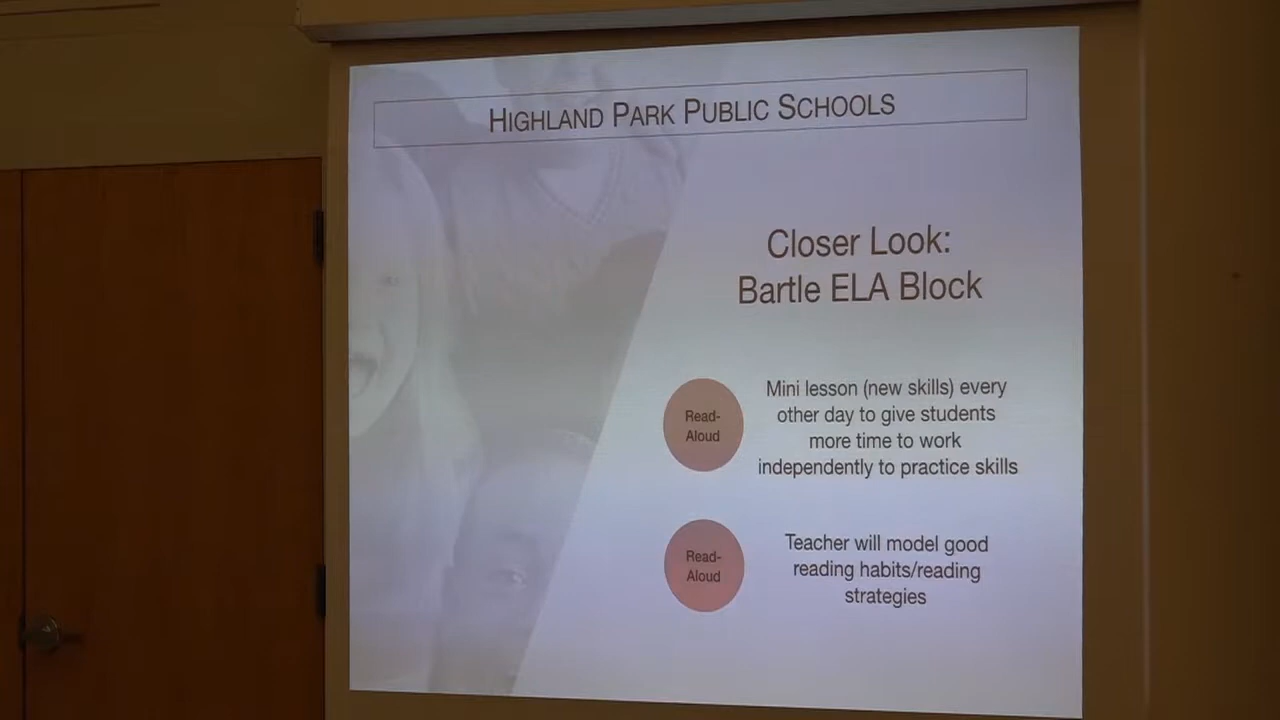 HIGHLAND PARK PUBLIC SCHOOLS
Closer Look:
Bartle ELA Block
Read-
Aloud
Mini lesson (new skills) every
other day to give students
more time to work
independently to practice skills
Read-
Aloud
Teacher will model good
reading habits/reading
strategies